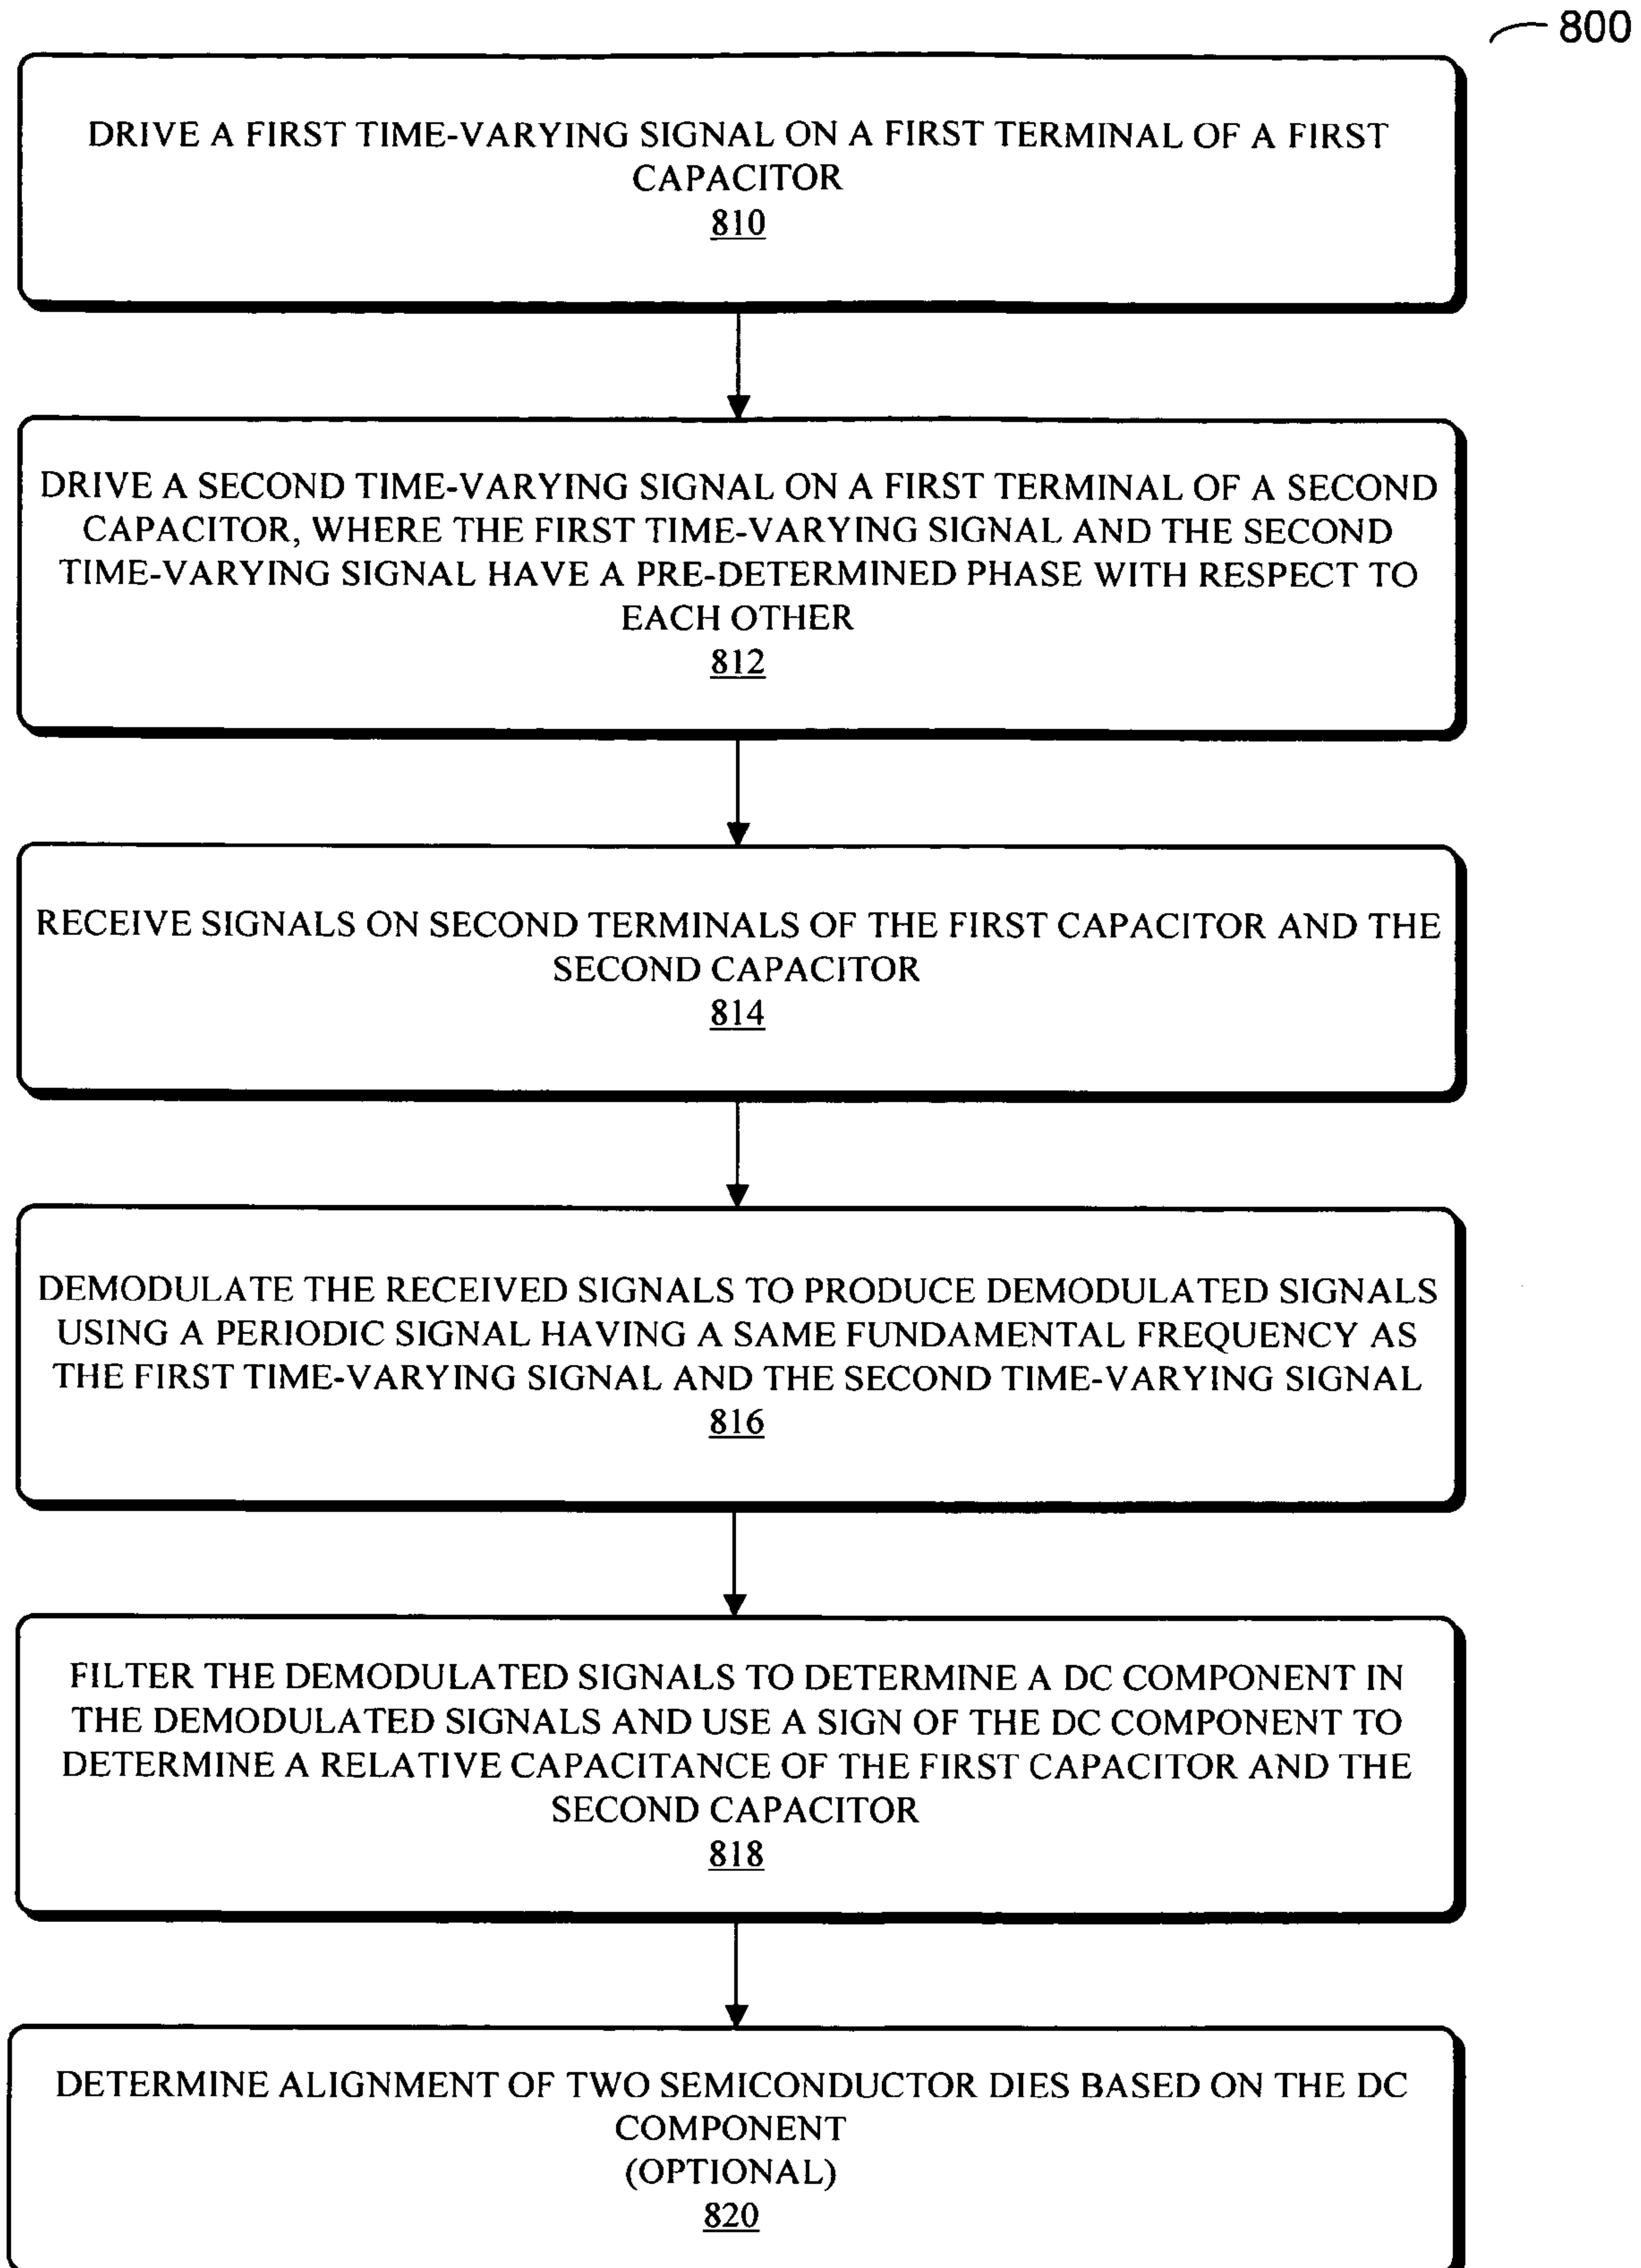 800
DRIVE A FIRST TIME-VARYING SIGNAL ON A FIRST TERMINAL OF A FIRST
CAPACITOR
810
DRIVE A SECOND TIME-VARYING SIGNAL ON A FIRST TERMINAL OF A SECOND
CAPACITOR, WHERE THE FIRST TIME-VARYING SIGNAL AND THE SECOND
TIME-VARYING SIGNAL HAVE A PRE-DETERMINED PHASE WITH RESPECT TO
EACH OTHER
812
RECEIVE SIGNALS ON SECOND TERMINALS OF THE FIRST CAPACITOR AND THE
SECOND CAPACITOR
814
DEMODULATE THE RECEIVED SIGNALS TO PRODUCE DEMODULATED SIGNALS
USING A PERIODIC SIGNAL HAVING A SAME FUNDAMENTAL FREQUENCY AS
THE FIRST TIME-VARYING SIGNAL AND THE SECOND TIME-VARYING SIGNAL
816
FILTER THE DEMODULATED SIGNALS TO DETERMINE A DC COMPONENT IN
THE DEMODULATED SIGNALS AND USE A SIGN OF THE DC COMPONENT TO
DETERMINE A RELATIVE CAPACITANCE OF THE FIRST CAPACITOR AND THE
SECOND CAPACITOR
818
DETERMINE ALIGNMENT OF TWO SEMICONDUCTOR DIES BASED ON THE DC
COMPONENT
(OPTIONAL)
820